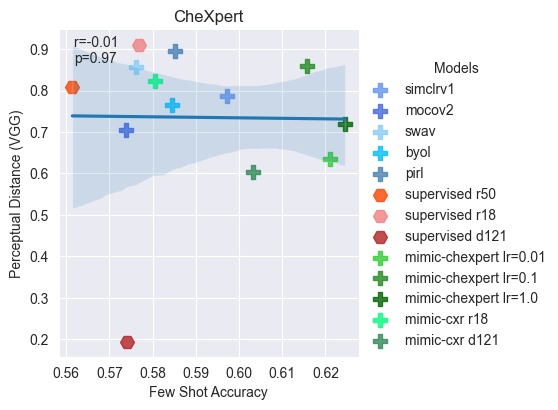 CheXpert
r=-0.01
p=0.97
0.9
0.8
0.7
0.6
0.5
0.4
0.3
0.2
Perceptual Distance (VGG)
0.56 0.57 0.58 0.59 0.60 0.61 0.62
Few Shot Accuracy
Models
simclrv1
mocov2
swav
byol
pirl
supervised r50
supervised r18
supervised d121
mimic-chexpert lr=0.01
mimic-chexpert lr=0.1
mimic-chexpert lr=1.0
mimic-cxr r18
mimic-cxr d121